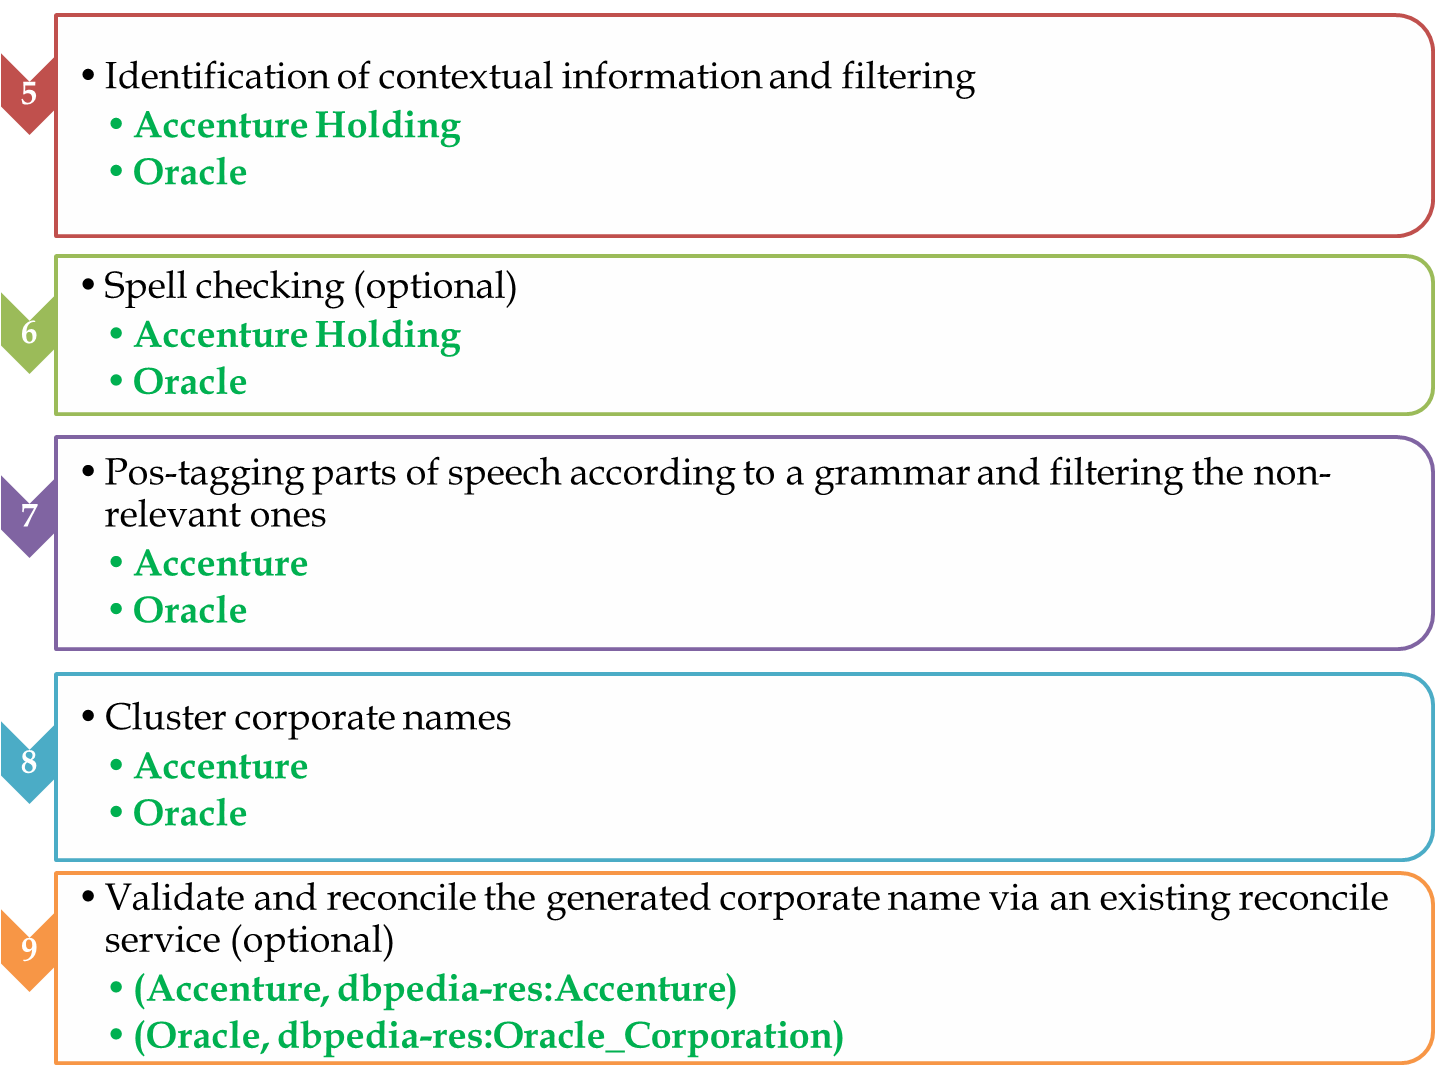 5
• Identification of contextual information and filtering
• Accenture Holding
• Oracle
6
• Spell checking (optional)
• Accenture Holding
• Oracle
7
• Pos-tagging parts of speech according to a grammar and filtering the non-
relevant ones
• Accenture
• Oracle
8
• Cluster corporate names
• Accenture
• Oracle
9
• Validate and reconcile the generated corporate name via an existing reconcile
service (optional)
• (Accenture, dbpedia-res:Accenture)
• (Oracle, dbpedia-res:Oracle_Corporation)